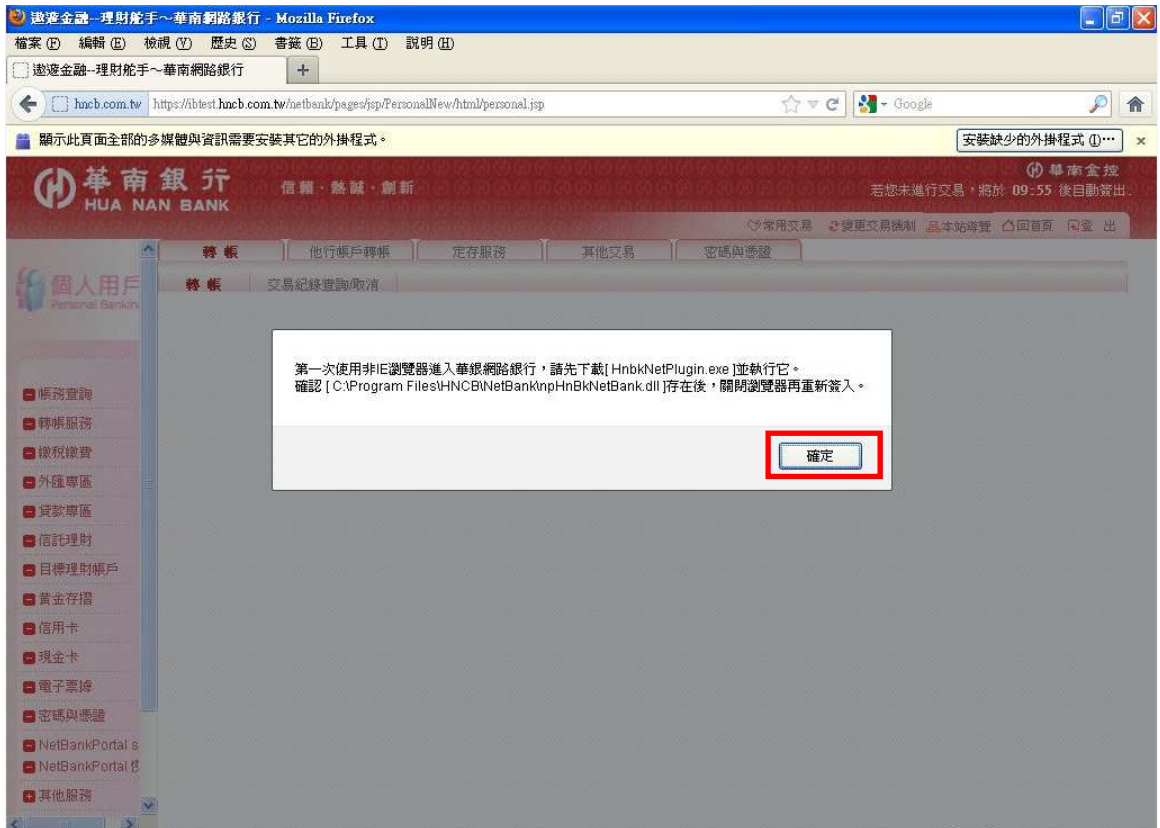 遨遊金融--理財舵手～華南網路銀行 - Mozilla Firefox
檔案(F) 編輯(E) 檢視(V) 歷史(S) 書籤(B) 工具(T) 說明(H)
遨遊金融--理財舵手～華南網路銀行 +
hncb.com.tw https://ibtest.hncb.com.tw/netbank/pages/jsp/PersonalNew/html/personal.jsp Google
顯示此頁面全部的多媒體與資訊需要安裝其它的外掛程式。 安裝缺少的外掛程式(I)… ×
華南銀行 信賴‧熱誠‧創新 華南金控
HUA NAN BANK 若您未進行交易，將於 09:55 後自動簽出.
常用交易 變更交易機制 本站導覽 回首頁 登 出
轉 帳 他行帳戶轉帳 定存服務 其他交易 密碼與憑證
個人用戶 轉 帳 交易紀錄查詢/取消
Personal Bankin
第一次使用非IE瀏覽器進入華銀網路銀行，請先下載[ HnbkNetPlugin.exe ]並執行它。
確認 [ C:\Program Files\HNCB\NetBank\npHnBkNetBank.dll ]存在後，關閉瀏覽器再重新簽入。
確定
帳務查詢
轉帳服務
繳稅繳費
外匯專區
貸款專區
信託理財
目標理財帳戶
黃金存摺
信用卡
現金卡
電子票據
密碼與憑證
NetBankPortal s
NetBankPortal
其他服務